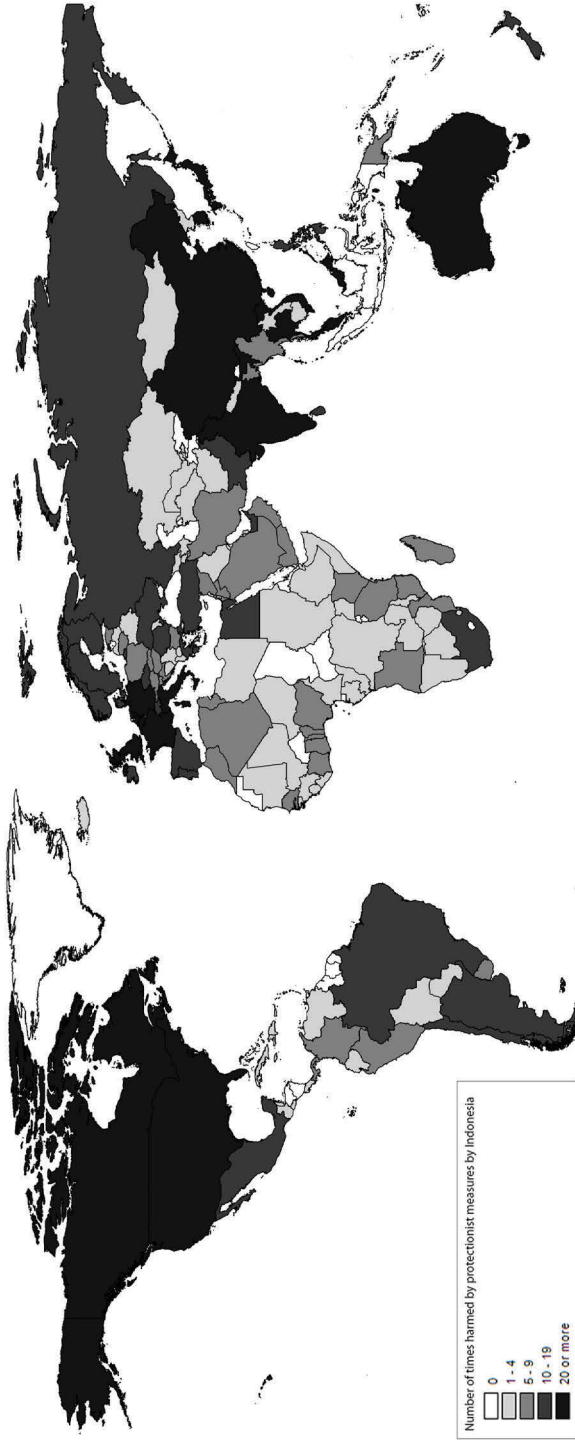 Number of times harmed by protectionist measures by Indonesia
0
1 - 4
5 - 9
10 - 19
20 or more